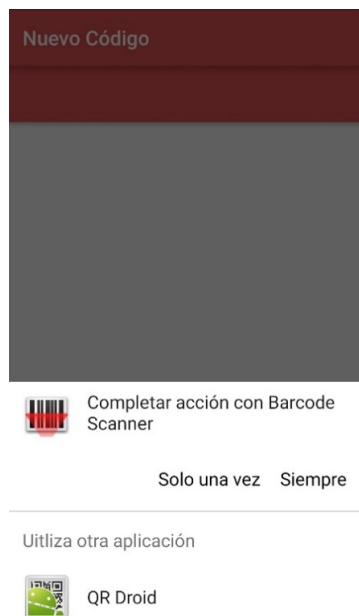 Nuevo Código
Completar acción con Barcode
Scanner
Solo una vez Siempre
Uitliza otra aplicación
QR Droid